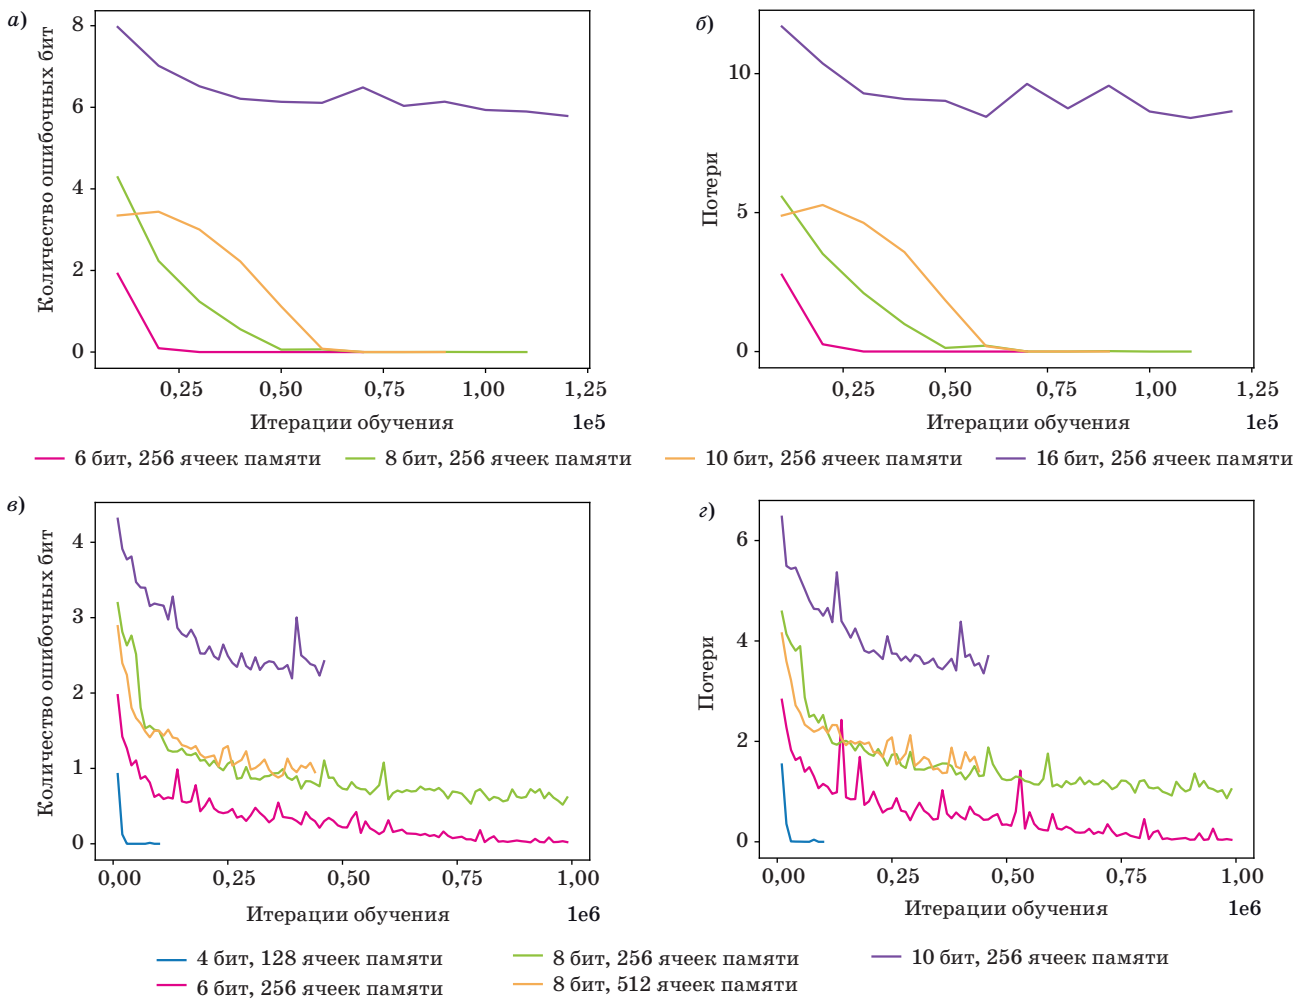 а)
Количество ошибочных бит
8
6
4
2
0
0,25 0,50 0,75 1,00 1,25
Итерации обучения 1e5
б)
Потери
10
5
0
0,25 0,50 0,75 1,00 1,25
Итерации обучения 1e5
6 бит, 256 ячеек памяти 8 бит, 256 ячеек памяти 10 бит, 256 ячеек памяти 16 бит, 256 ячеек памяти
в)
Количество ошибочных бит
4
3
2
1
0
0,00 0,25 0,50 0,75 1,00
Итерации обучения 1e6
г)
Потери
6
4
2
0
0,00 0,25 0,50 0,75 1,00
Итерации обучения 1e6
4 бит, 128 ячеек памяти 8 бит, 256 ячеек памяти 10 бит, 256 ячеек памяти
6 бит, 256 ячеек памяти 8 бит, 512 ячеек памяти